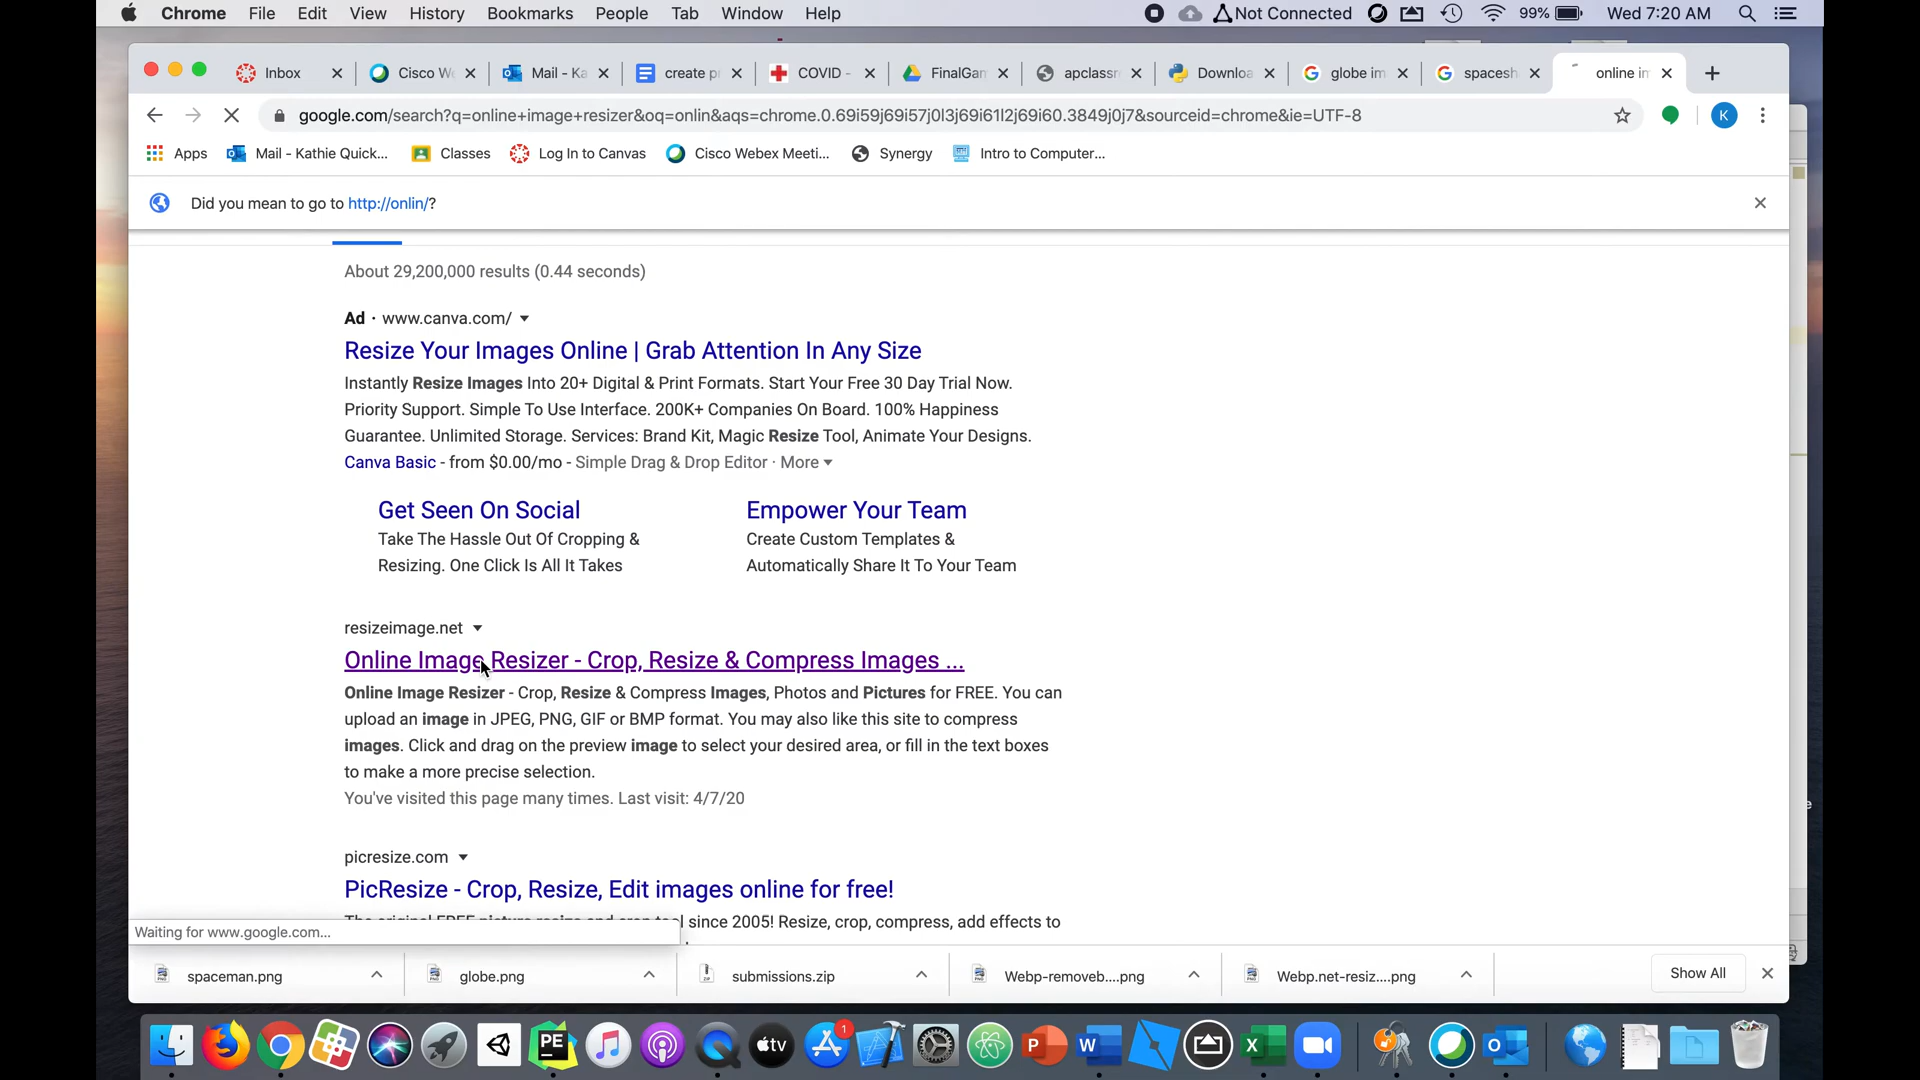 Chrome File Edit View History Bookmarks People Tab Window Help Not Connected 99% Wed 7:20 AM
Inbox Cisco W Mail - Ka create p COVID - FinalGam apclassr Downloa globe im spacesh online in
google.com/search?q=online+image+resizer&oq=onlin&aqs=chrome.0.69i59j69i57j0l3j69i61l2j69i60.3849j0j7&sourceid=chrome&ie=UTF-8 K
Apps Mail - Kathie Quick... Classes Log In to Canvas Cisco Webex Meeti... Synergy Intro to Computer...
Did you mean to go to http://onlin/?
About 29,200,000 results (0.44 seconds)
Ad · www.canva.com/
Resize Your Images Online | Grab Attention In Any Size
Instantly Resize Images Into 20+ Digital & Print Formats. Start Your Free 30 Day Trial Now.
Priority Support. Simple To Use Interface. 200K+ Companies On Board. 100% Happiness
Guarantee. Unlimited Storage. Services: Brand Kit, Magic Resize Tool, Animate Your Designs.
Canva Basic - from $0.00/mo - Simple Drag & Drop Editor · More
Get Seen On Social Empower Your Team
Take The Hassle Out Of Cropping & Create Custom Templates &
Resizing. One Click Is All It Takes Automatically Share It To Your Team
resizeimage.net
Online Image Resizer - Crop, Resize & Compress Images ...
Online Image Resizer - Crop, Resize & Compress Images, Photos and Pictures for FREE. You can
upload an image in JPEG, PNG, GIF or BMP format. You may also like this site to compress
images. Click and drag on the preview image to select your desired area, or fill in the text boxes
to make a more precise selection.
You've visited this page many times. Last visit: 4/7/20
picresize.com
PicResize - Crop, Resize, Edit images online for free!
since 2005! Resize, crop, compress, add effects to
Waiting for www.google.com...
spaceman.png globe.png submissions.zip Webp-removeb....png Webp.net-resiz....png Show All
PE tv 1 P W X O